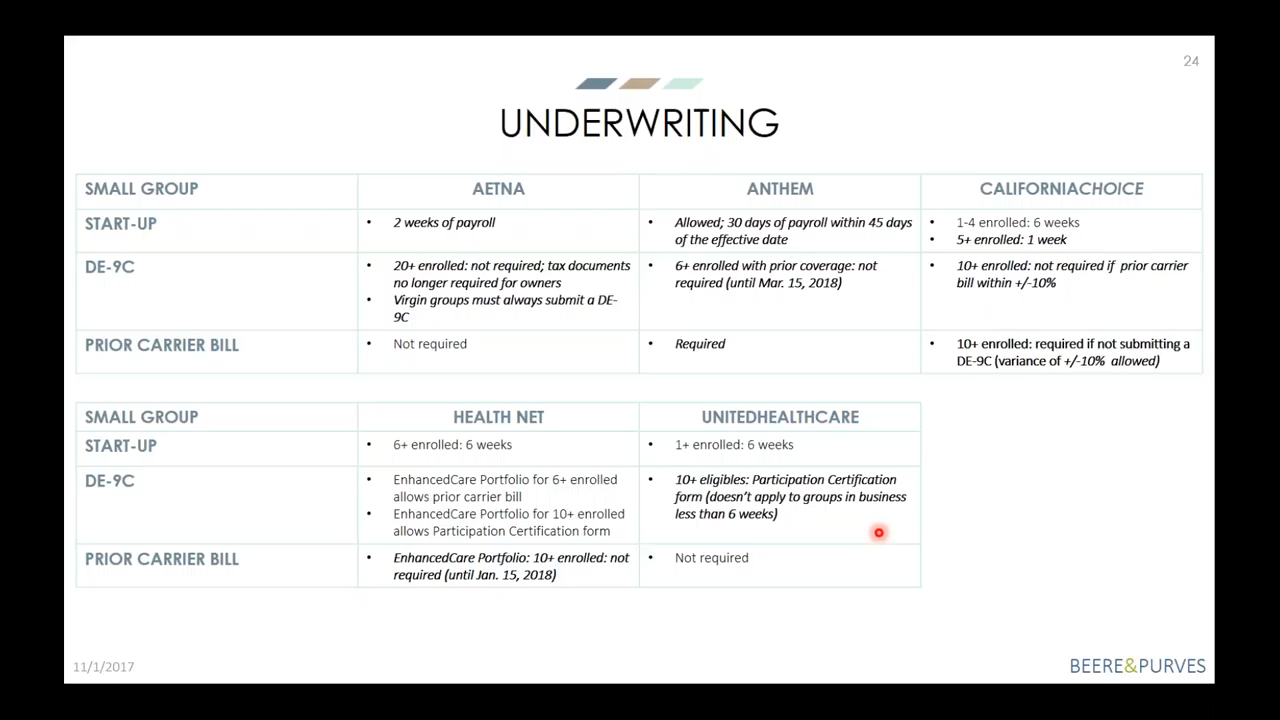 24
UNDERWRITING
SMALL GROUP
AETNA
ANTHEM
CALIFORNIACHOICE
START-UP
• 2 weeks of payroll
• Allowed; 30 days of payroll within 45 days
of the effective date
• 1-4 enrolled: 6 weeks
• 5+ enrolled: 1 week
DE-9C
• 20+ enrolled: not required; tax documents
no longer required for owners
• Virgin groups must always submit a DE-
9C
• 6+ enrolled with prior coverage: not
required (until Mar. 15, 2018)
• 10+ enrolled: not required if prior carrier
bill within +/-10%
PRIOR CARRIER BILL
• Not required
• Required
• 10+ enrolled: required if not submitting a
DE-9C (variance of +/-10% allowed)
SMALL GROUP
HEALTH NET
UNITEDHEALTHCARE
START-UP
• 6+ enrolled: 6 weeks
• 1+ enrolled: 6 weeks
DE-9C
• EnhancedCare Portfolio for 6+ enrolled
allows prior carrier bill
• EnhancedCare Portfolio for 10+ enrolled
allows Participation Certification form
• 10+ eligibles: Participation Certification
form (doesn't apply to groups in business
less than 6 weeks)
PRIOR CARRIER BILL
• EnhancedCare Portfolio: 10+ enrolled: not
required (until Jan. 15, 2018)
• Not required
11/1/2017
BEERE&PURVES